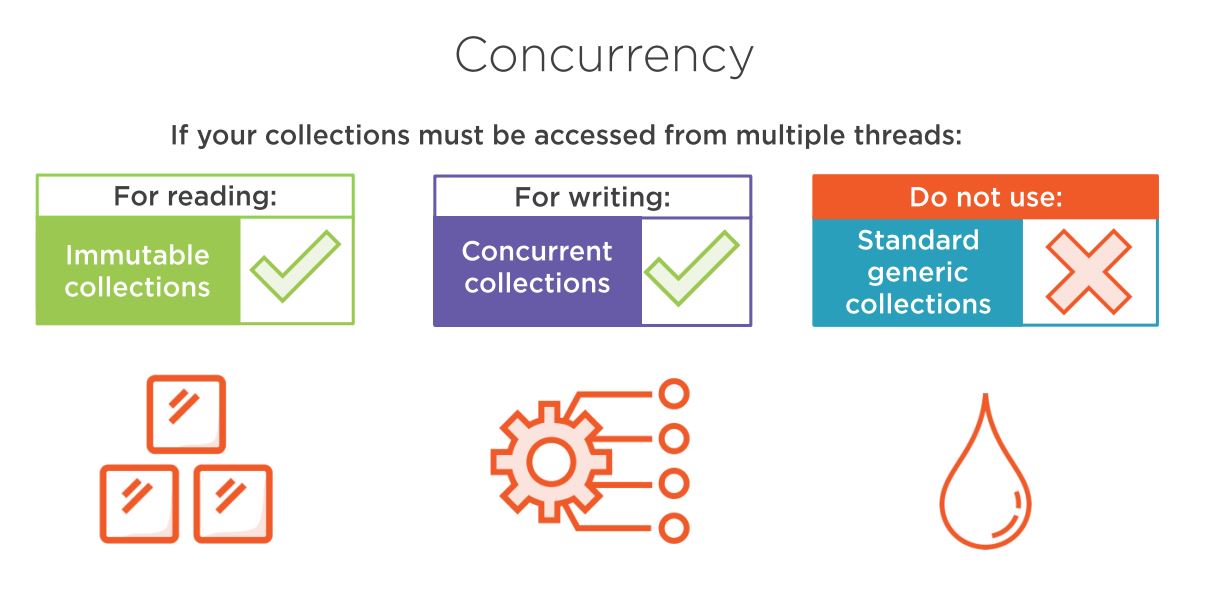 Concurrency
If your collections must be accessed from multiple threads:
For reading:
Immutable
collections
For writing:
Concurrent
collections
Do not use:
Standard
generic
collections